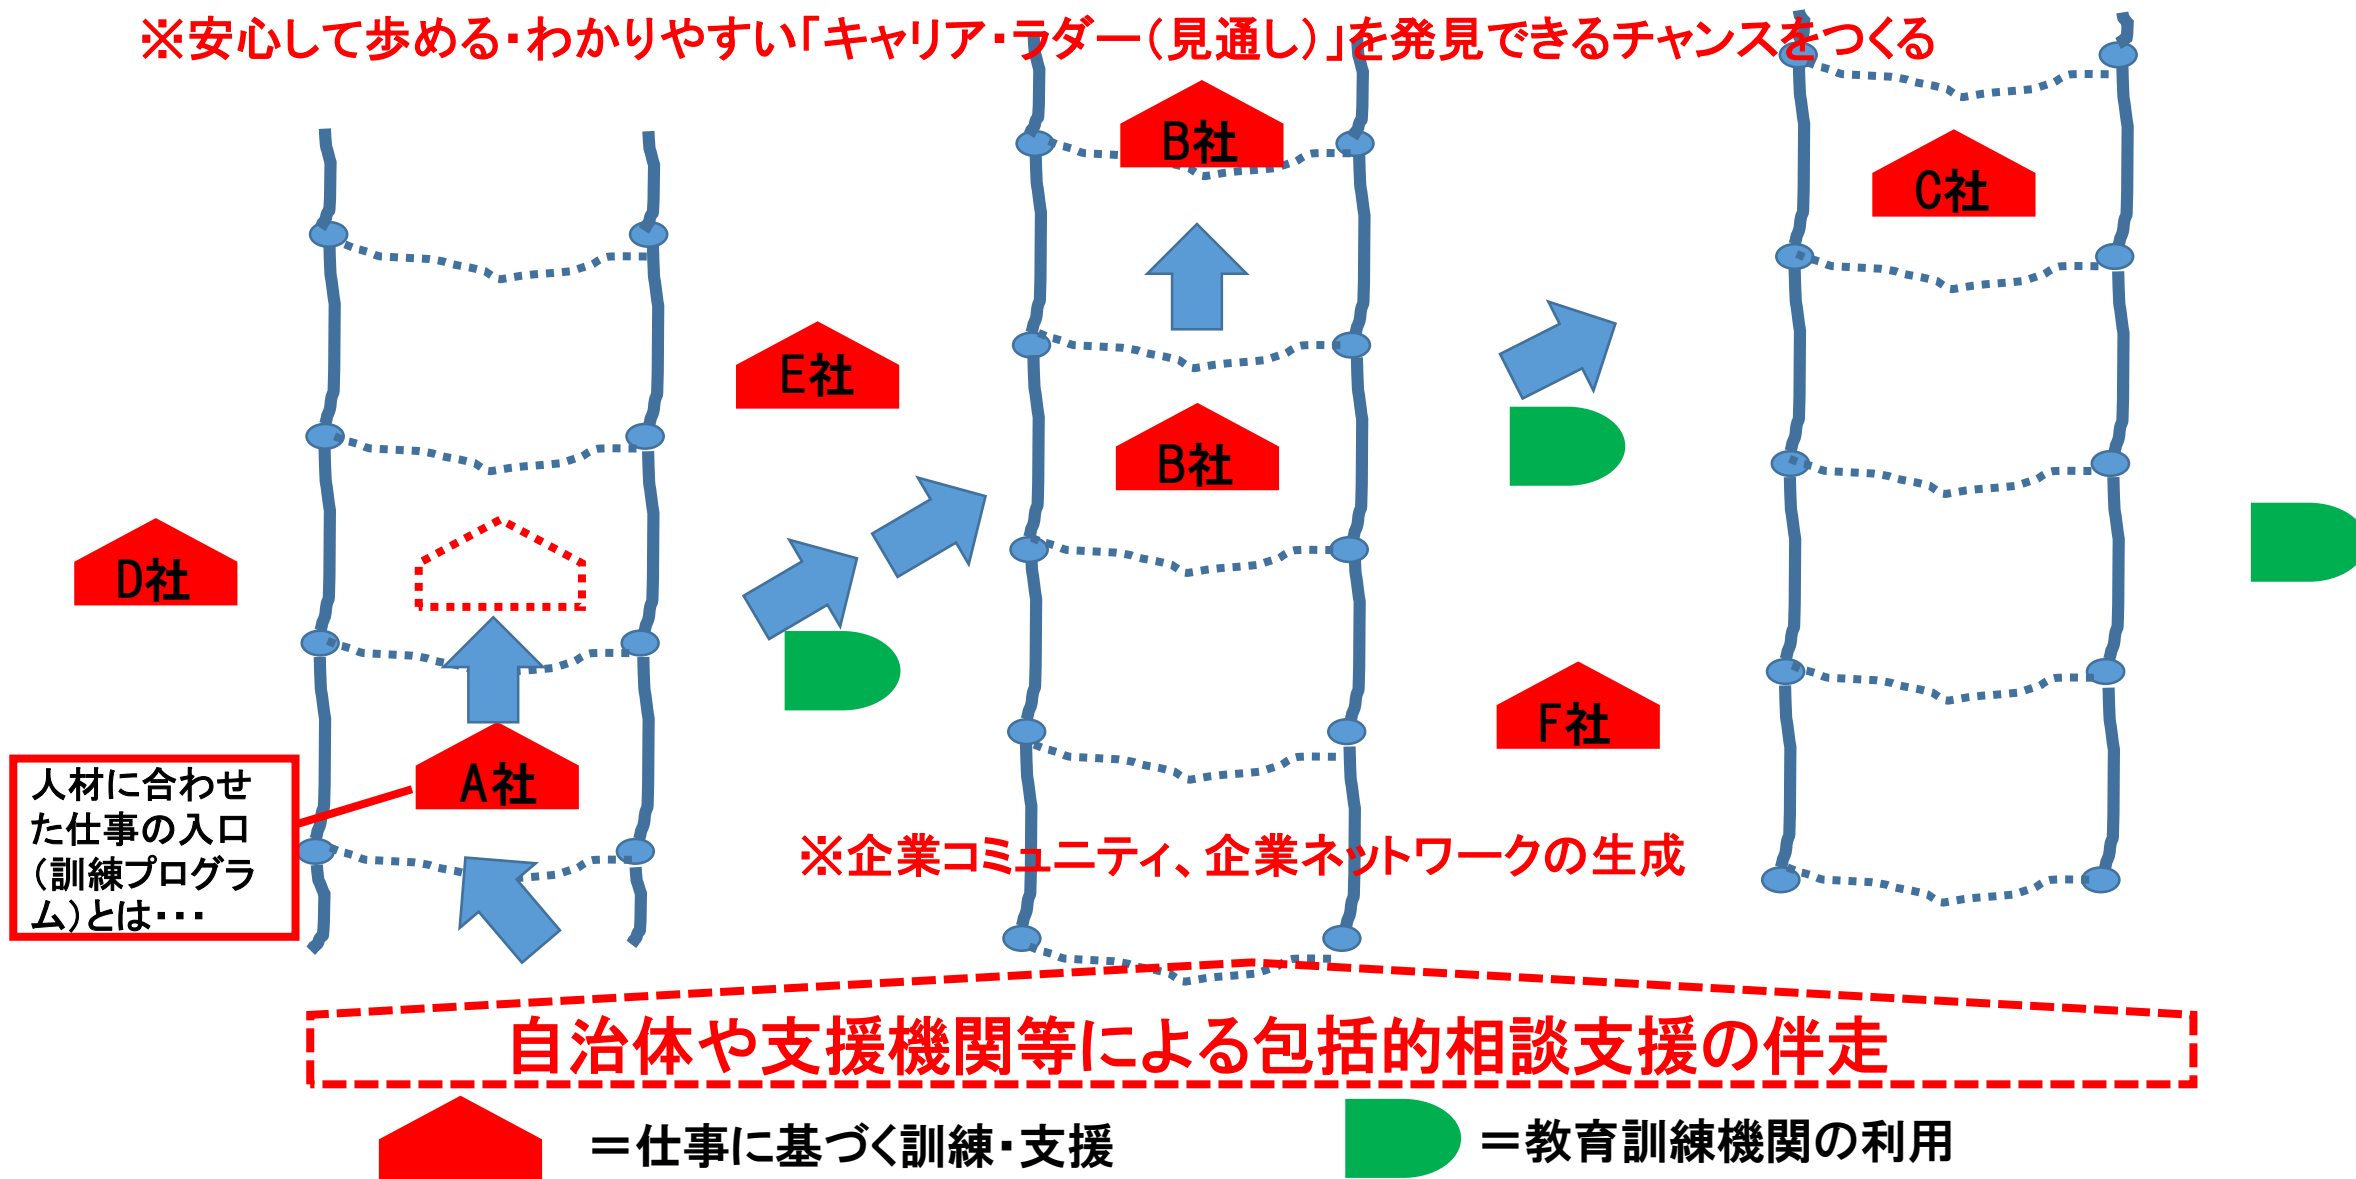 ※安心して歩める・わかりやすい「キャリア・ラダー（見通し）」を発見できるチャンスをつくる
B社
C社
E社
B社
D社
F社
A社
人材に合わせ
た仕事の入口
（訓練プログラ
ム）とは・・・
※企業コミュニティ、企業ネットワークの生成
自治体や支援機関等による包括的相談支援の伴走
＝仕事に基づく訓練・支援
＝教育訓練機関の利用